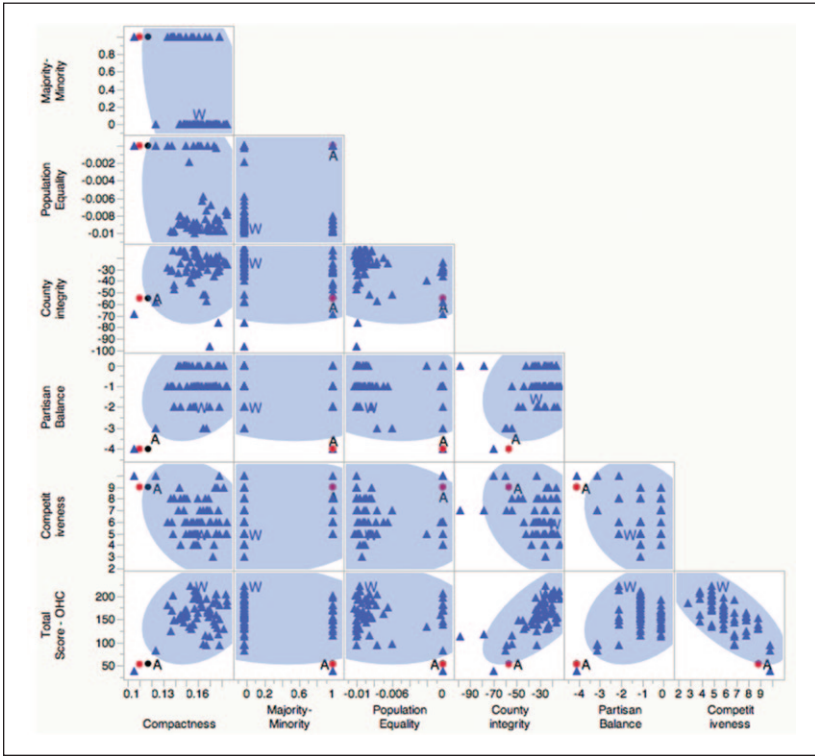 Majority-
Minority
0.8
0.6
0.4
0.2
0
W
Population
Equality
-0.002
-0.004
-0.006
-0.008
-0.01
A
W
County
integrity
-30
-40
-50
-60
-70
-80
-90
-100
A
W
A
A
Partisan
Balance
0
-1
-2
-3
-4
W
A
W
A
W
A
W
A
Competit
iveness
9
8
7
6
5
4
3
2
A
W
W
A
W
A
W
A
W
A
Total
Score - OHC
200
150
100
50
W
A
W
A
W
A
A
W
A
W
A
0.1 0.13 0.16
0 0.2 0.6 1
-0.01 -0.006 0
-90 -70 -50 -30
-4 -3 -2 -1 0
2 3 4 5 6 7 8 9
Compactness
Majority-
Minority
Population
Equality
County
integrity
Partisan
Balance
Competit
iveness